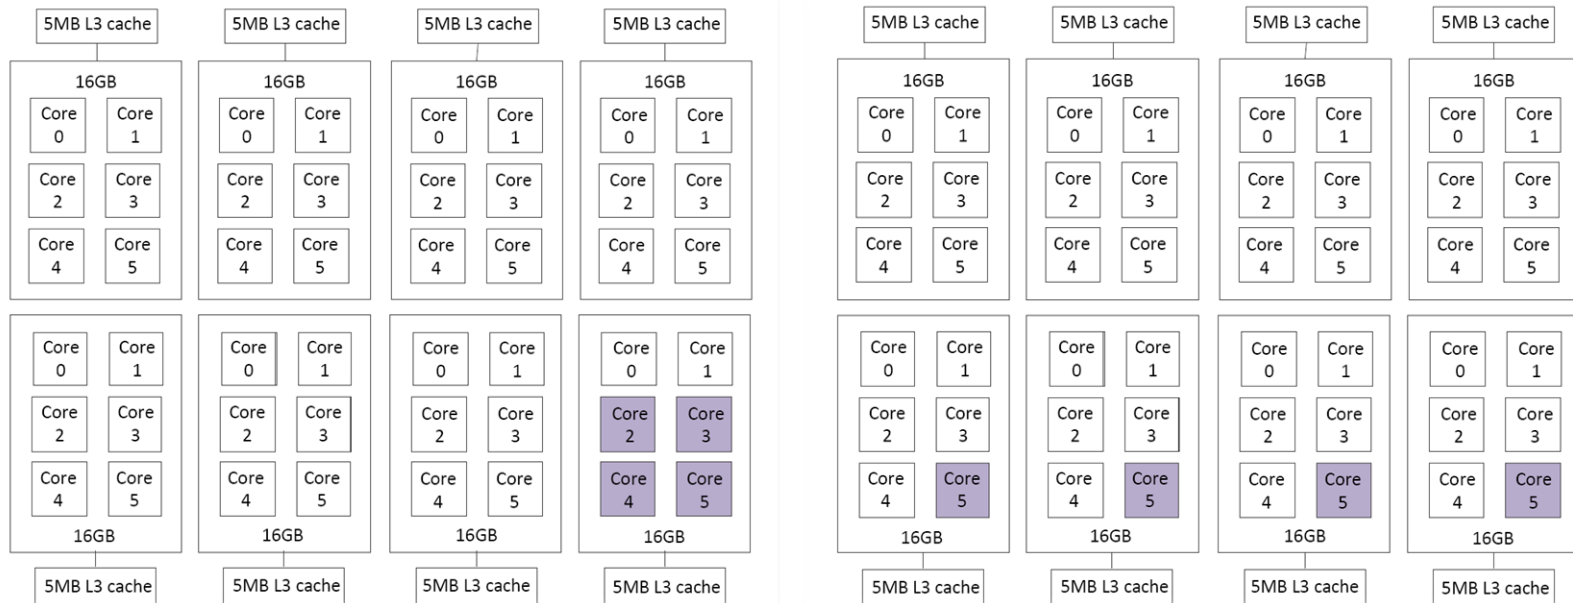 5MB L3 cache 5MB L3 cache 5MB L3 cache 5MB L3 cache
16GB 16GB 16GB 16GB
Core Core Core Core Core Core Core Core
0 1 0 1 0 1 0 1
Core Core Core Core Core Core Core Core
2 3 2 3 2 3 2 3
Core Core Core Core Core Core Core Core
4 5 4 5 4 5 4 5
Core Core Core Core Core Core Core Core
0 1 0 1 0 1 0 1
Core Core Core Core Core Core Core Core
2 3 2 3 2 3 2 3
Core Core Core Core Core Core Core Core
4 5 4 5 4 5 4 5
16GB 16GB 16GB 16GB
5MB L3 cache 5MB L3 cache 5MB L3 cache 5MB L3 cache
5MB L3 cache 5MB L3 cache 5MB L3 cache 5MB L3 cache
16GB 16GB 16GB 16GB
Core Core Core Core Core Core Core Core
0 1 0 1 0 1 0 1
Core Core Core Core Core Core Core Core
2 3 2 3 2 3 2 3
Core Core Core Core Core Core Core Core
4 5 4 5 4 5 4 5
Core Core Core Core Core Core Core Core
0 1 0 1 0 1 0 1
Core Core Core Core Core Core Core Core
2 3 2 3 2 3 2 3
Core Core Core Core Core Core Core Core
4 5 4 5 4 5 4 5
16GB 16GB 16GB 16GB
5MB L3 cache 5MB L3 cache 5MB L3 cache 5MB L3 cache